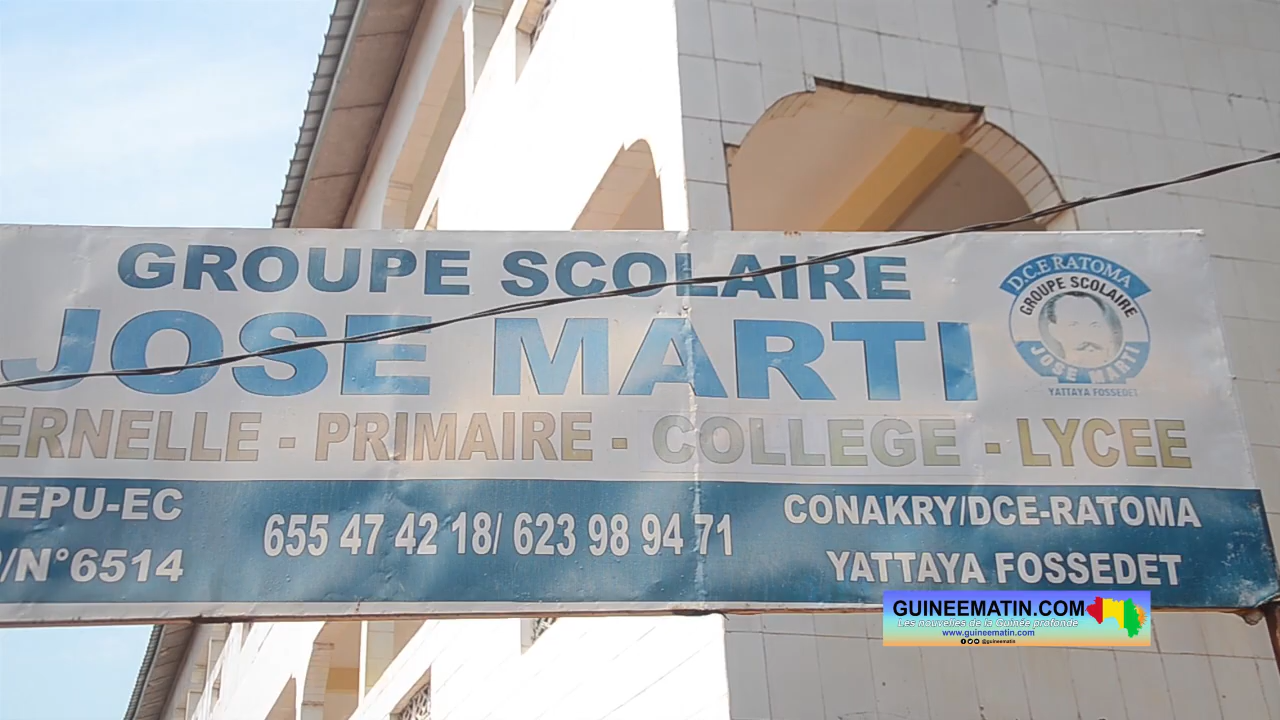 GROUPE SCOLAIRE
JOSE MARTI
ERNELLE - PRIMAIRE - COLLEGE - LYCEE
EPU-EC
/N°6514
655 47 42 18/ 623 98 94 71
CONAKRY/DCE-RATOMA
YATTAYA FOSSEDET
D.C.E RATOMA
GROUPE SCOLAIRE
JOSE MARTI
YATTAYA FOSSEDET
GUINEEMATIN.COM
Les nouvelles de la Guinée profonde
www.guineematin.com
@guineematin